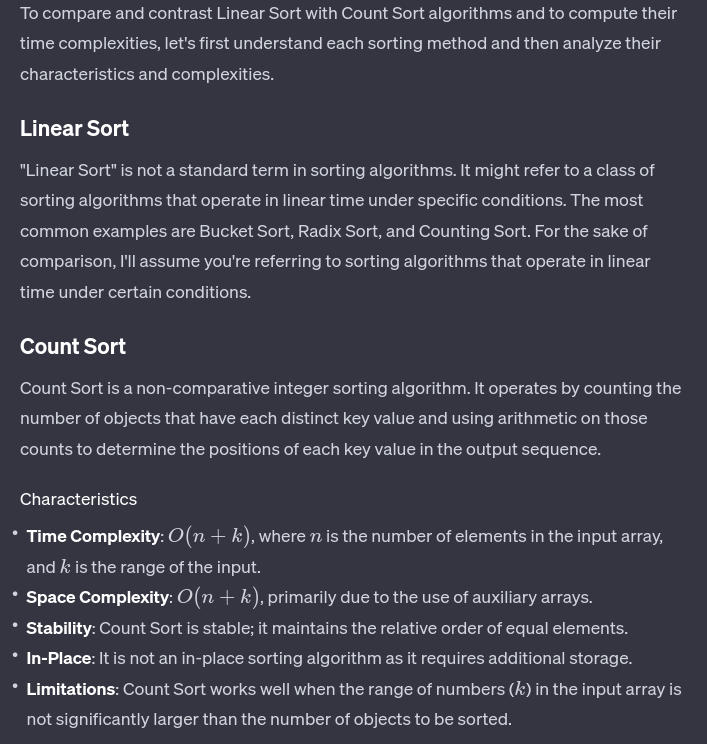 To compare and contrast Linear Sort with Count Sort algorithms and to compute their
time complexities, let's first understand each sorting method and then analyze their
characteristics and complexities.
Linear Sort
"Linear Sort" is not a standard term in sorting algorithms. It might refer to a class of
sorting algorithms that operate in linear time under specific conditions. The most
common examples are Bucket Sort, Radix Sort, and Counting Sort. For the sake of
comparison, I'll assume you're referring to sorting algorithms that operate in linear
time under certain conditions.
Count Sort
Count Sort is a non-comparative integer sorting algorithm. It operates by counting the
number of objects that have each distinct key value and using arithmetic on those
counts to determine the positions of each key value in the output sequence.
Characteristics
• Time Complexity: O(n + k), where n is the number of elements in the input array,
and k is the range of the input.
• Space Complexity: O(n + k), primarily due to the use of auxiliary arrays.
• Stability: Count Sort is stable; it maintains the relative order of equal elements.
• In-Place: It is not an in-place sorting algorithm as it requires additional storage.
• Limitations: Count Sort works well when the range of numbers (k) in the input array is
not significantly larger than the number of objects to be sorted.